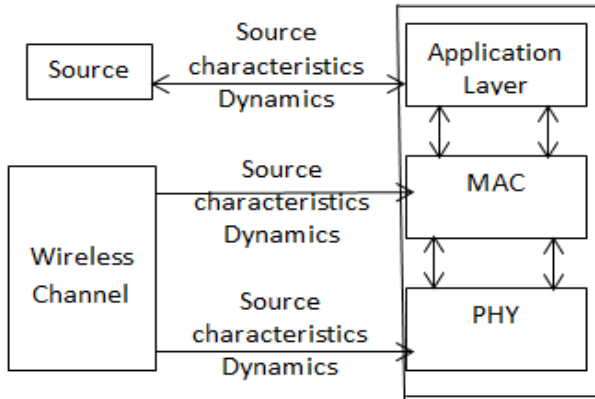 Source
Source
characteristics
Dynamics
Application
Layer
Wireless
Channel
Source
characteristics
Dynamics
MAC
Source
characteristics
Dynamics
PHY